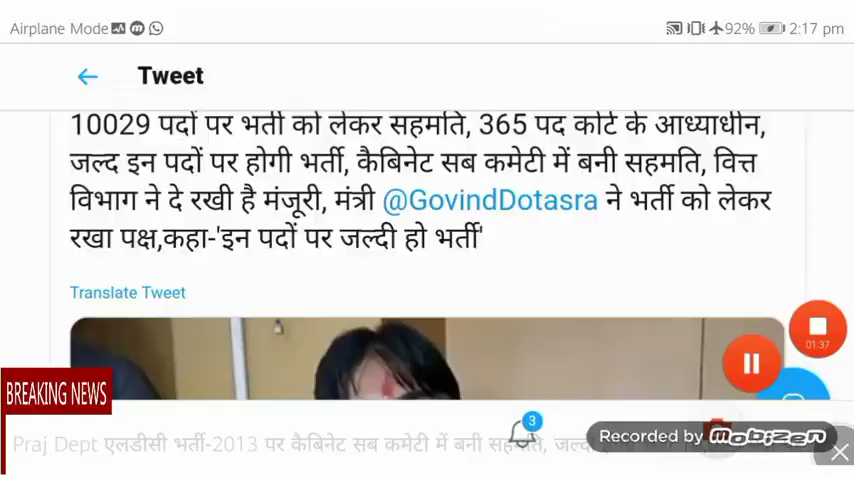 Airplane Mode
92% 2:17 pm
Tweet
10029 पदों पर भर्ती को लेकर सहमति, 365 पद कोर्ट के आध्याधीन,
जल्द इन पदों पर होगी भर्ती, कैबिनेट सब कमेटी में बनी सहमति, वित्त
विभाग ने दे रखी है मंजूरी, मंत्री @GovindDotasra ने भर्ती को लेकर
रखा पक्ष,कहा-'इन पदों पर जल्दी हो भर्ती'
Translate Tweet
01:37
BREAKING NEWS
3
Praj Dept एलडीसी भर्ती-2013 पर कैबिनेट सब कमेटी में बनी सहमति, जल्द
Recorded by mobizen